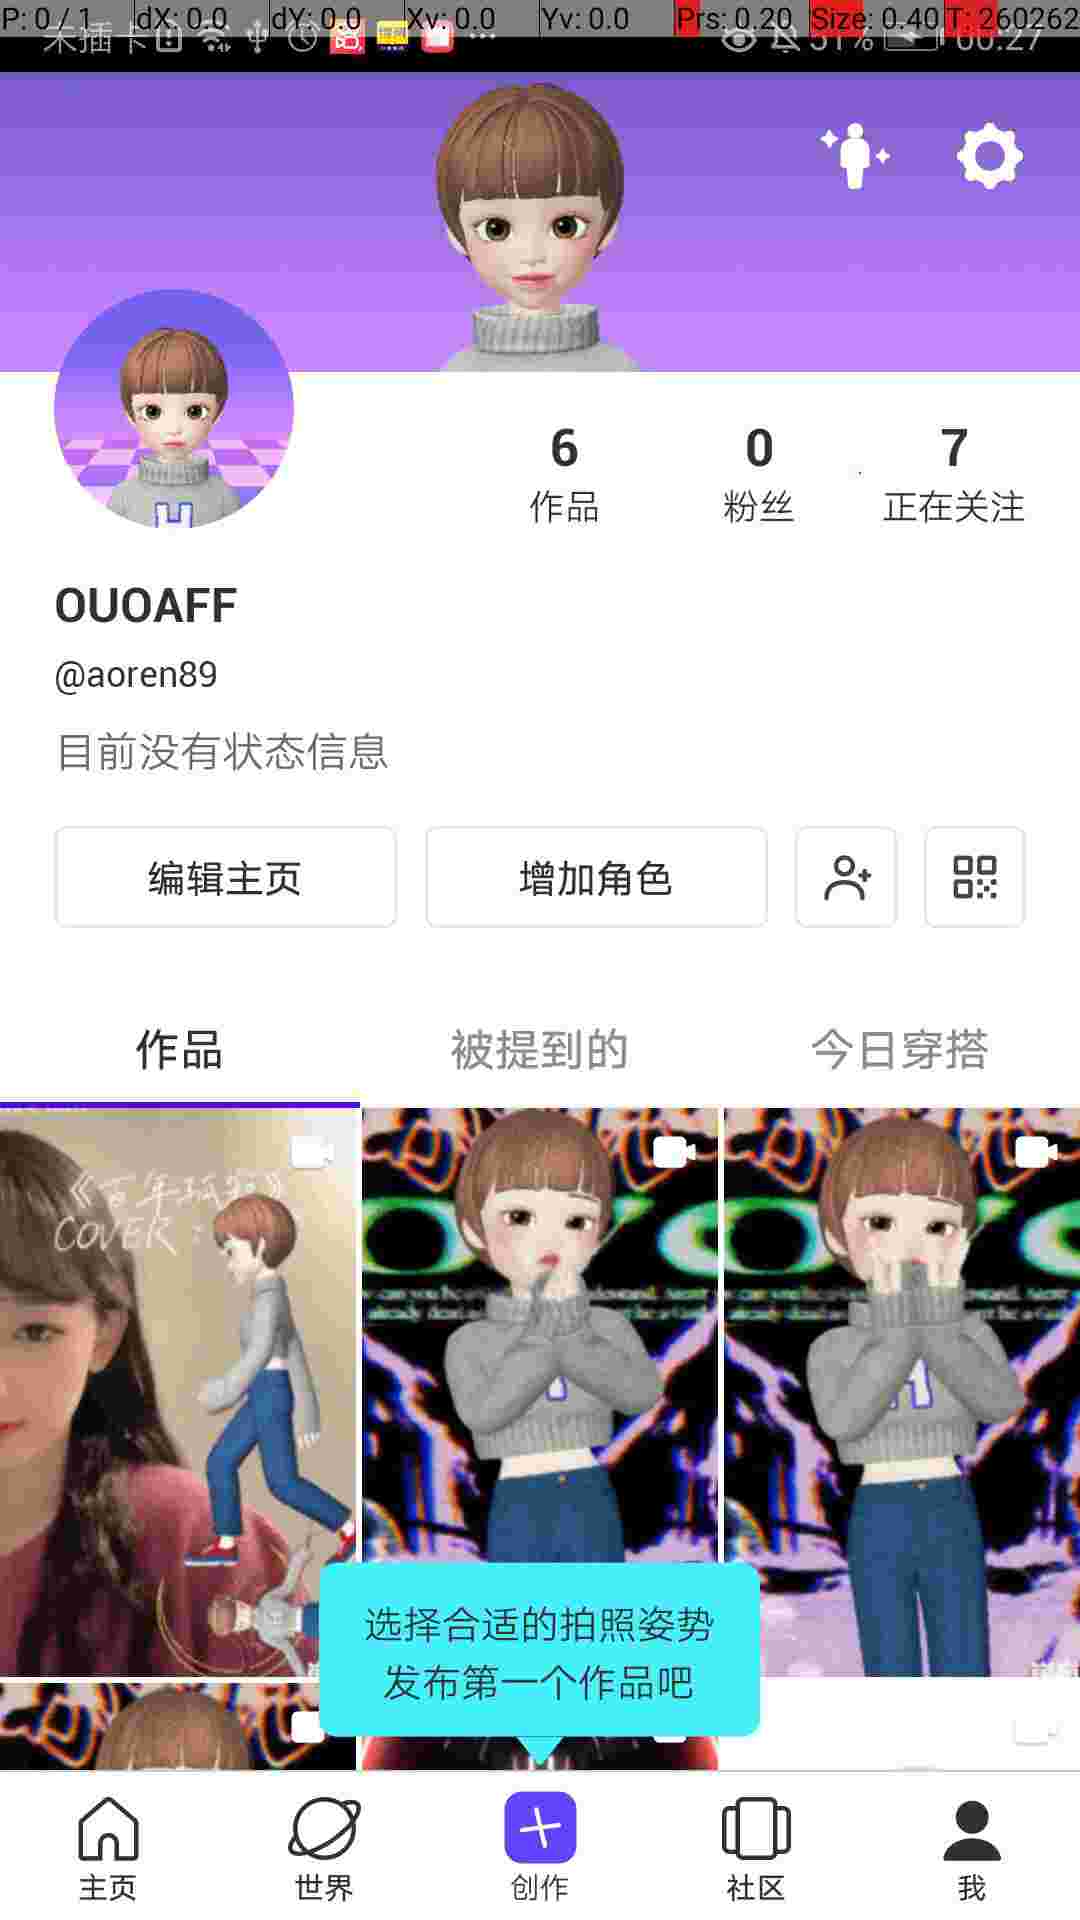 P: 0 / 1 dX: 0.0 dY: 0.0 Xv: 0.0 Yv: 0.0 Prs: 0.20 Size: 0.40 T: 260262
未插卡 51% 00:27
6 0 7
作品 粉丝 正在关注
OUOAFF
@aoren89
目前没有状态信息
编辑主页 增加角色
作品 被提到的 今日穿搭
《百年孤寂》
COVER:
选择合适的拍照姿势
发布第一个作品吧
主页 世界 创作 社区 我